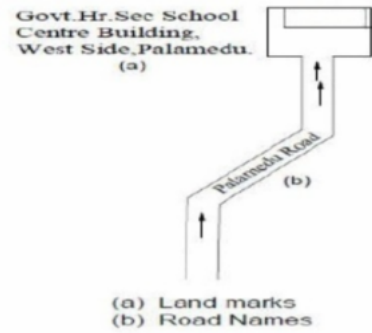 Govt.Hr.Sec School
Centre Building,
West Side,Palamedu.
(a)
Palamedu Road
(b)
(a) Land marks
(b) Road Names